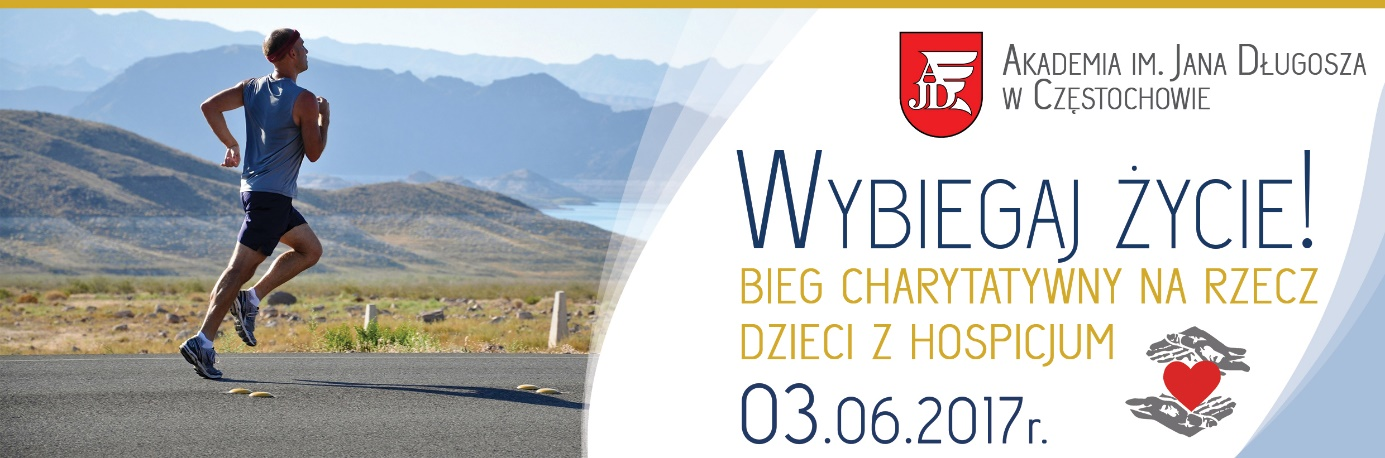 AJD
AKADEMIA IM. JANA DŁUGOSZA
W CZĘSTOCHOWIE
WYBIEGAJ ŻYCIE!
BIEG CHARYTATYWNY NA RZECZ
DZIECI Z HOSPICJUM
03.06.2017r.